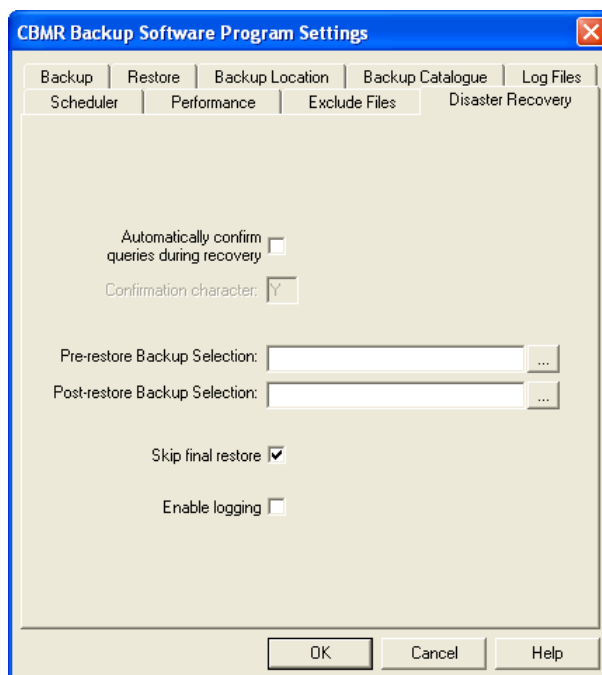 CBMR Backup Software Program Settings
Backup Restore Backup Location Backup Catalogue Log Files
Scheduler Performance Exclude Files Disaster Recovery
Automatically confirm
queries during recovery
Confirmation character: Y
Pre-restore Backup Selection: ...
Post-restore Backup Selection: ...
Skip final restore
Enable logging
OK Cancel Help